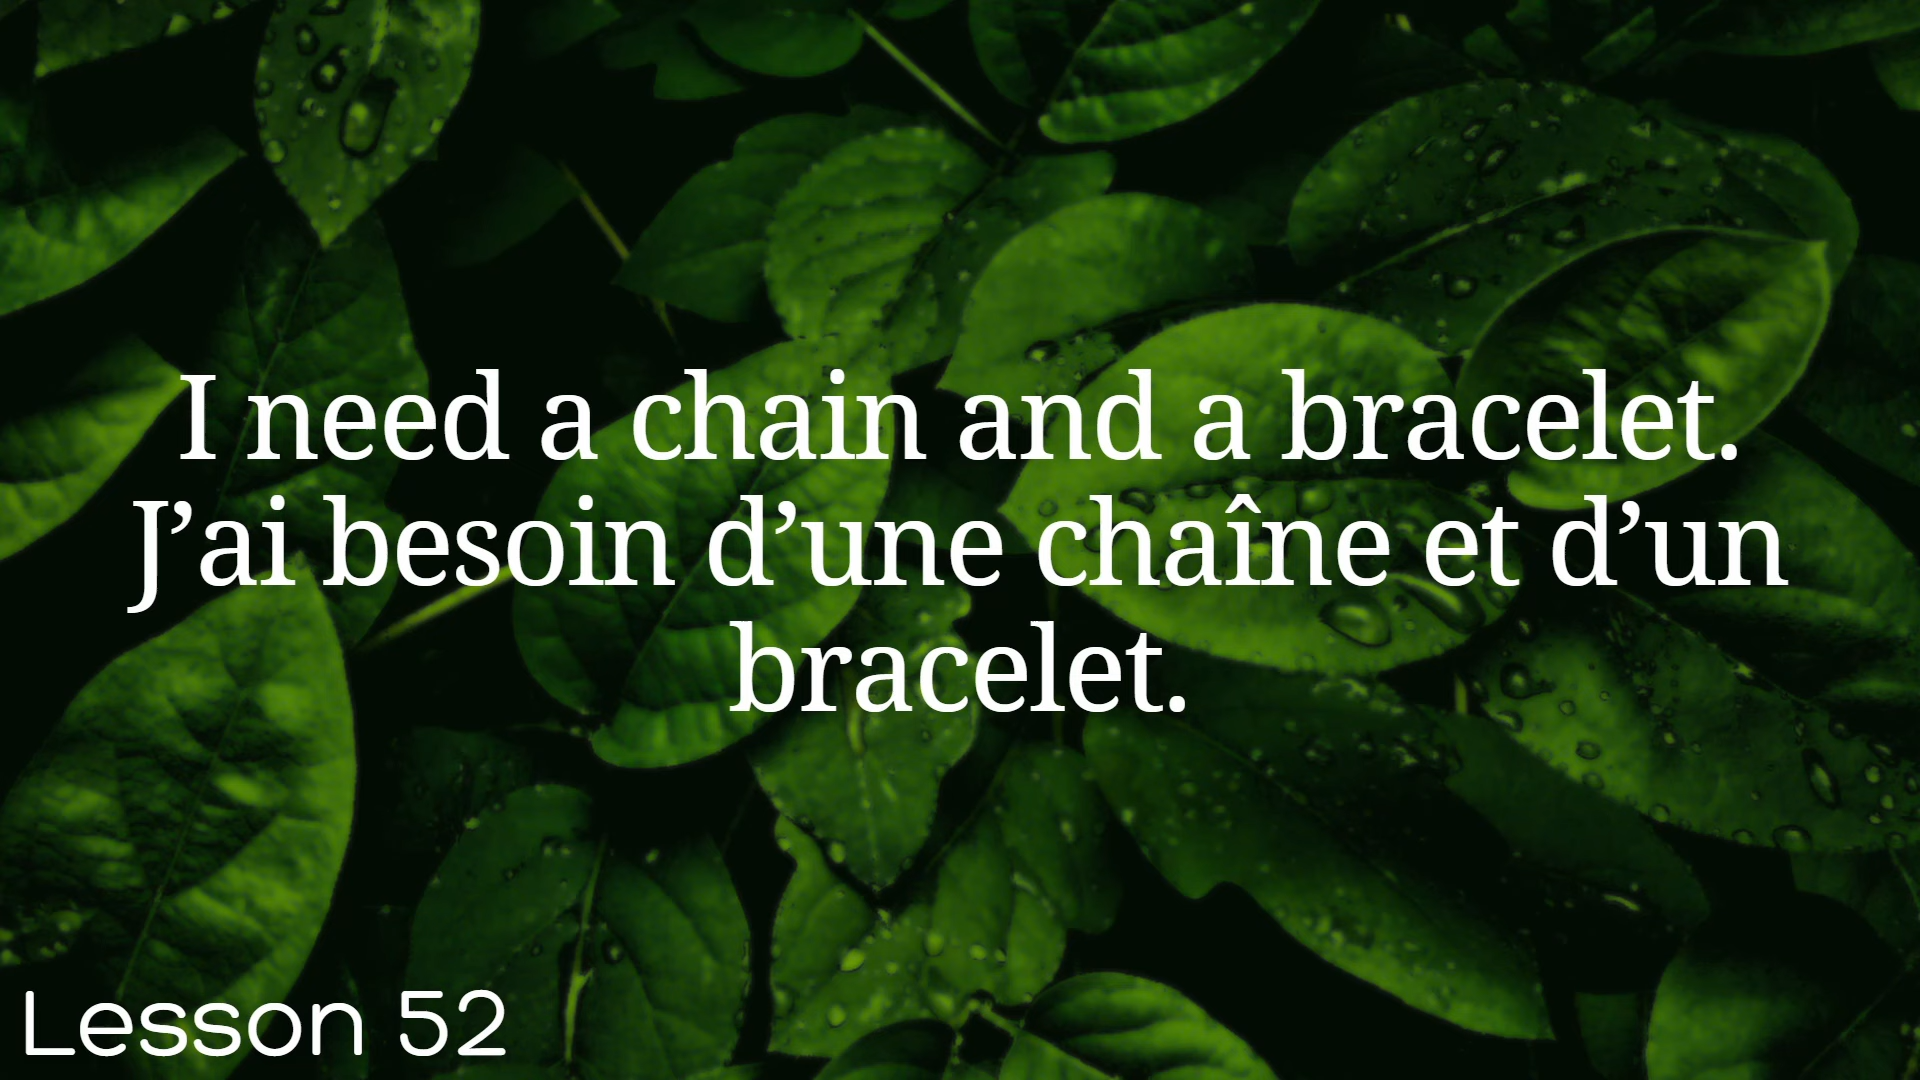 I need a chain and a bracelet.
J’ai besoin d’une chaîne et d’un
bracelet.
Lesson 52